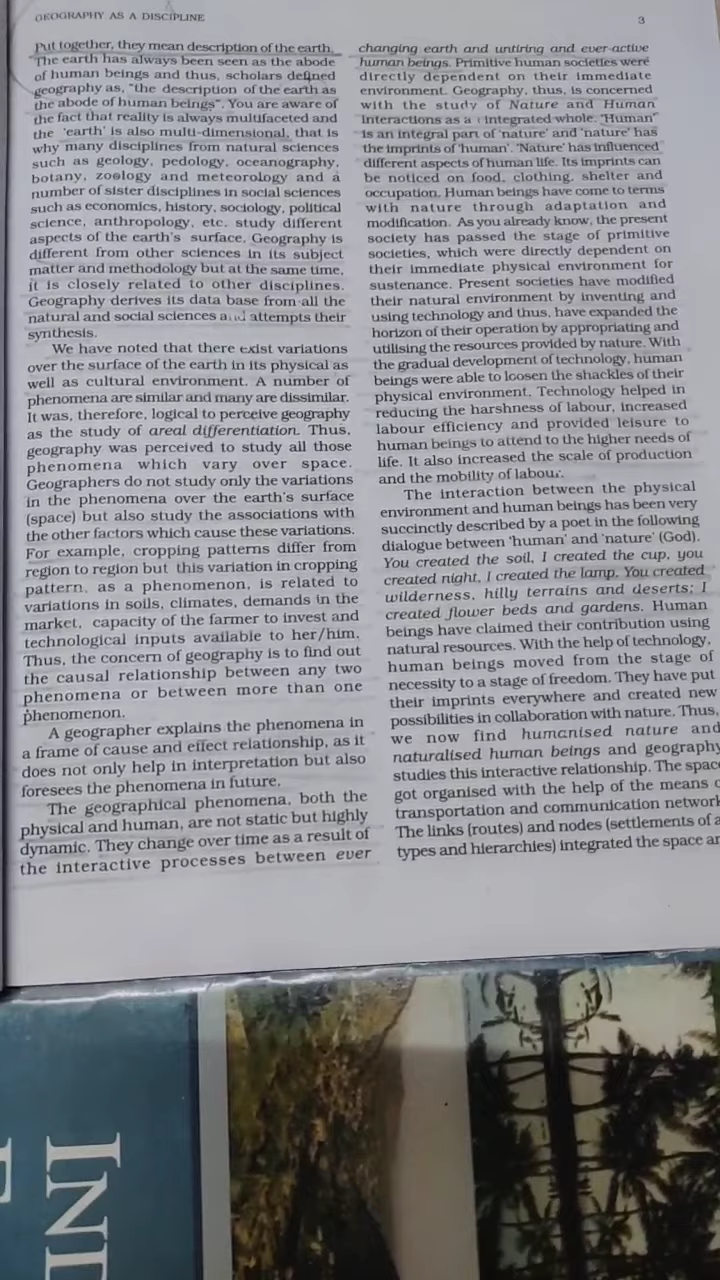 GEOGRAPHY AS A DISCIPLINE
3
put together, they mean description of the earth.
The earth has always been seen as the abode
of human beings and thus, scholars defined
geography as, "the description of the earth as
the abode of human beings". You are aware of
the fact that reality is always multifaceted and
the 'earth' is also multi-dimensional, that is
why many disciplines from natural sciences
such as geology, pedology, oceanography,
botany, zoology and meteorology and a
number of sister disciplines in social sciences
such as economics, history, sociology, political
science, anthropology, etc. study different
aspects of the earth's surface. Geography is
different from other sciences in its subject
matter and methodology but at the same time,
it is closely related to other disciplines.
Geography derives its data base from all the
natural and social sciences and attempts their
synthesis.
We have noted that there exist variations
over the surface of the earth in its physical as
well as cultural environment. A number of
phenomena are similar and many are dissimilar.
It was, therefore, logical to perceive geography
as the study of areal differentiation. Thus,
geography was perceived to study all those
phenomena which vary over space.
Geographers do not study only the variations
in the phenomena over the earth's surface
(space) but also study the associations with
the other factors which cause these variations.
For example, cropping patterns differ from
region to region but this variation in cropping
pattern, as a phenomenon, is related to
variations in soils, climates, demands in the
market, capacity of the farmer to invest and
technological inputs available to her/him.
Thus, the concern of geography is to find out
the causal relationship between any two
phenomena or between more than one
phenomenon.
A geographer explains the phenomena in
a frame of cause and effect relationship, as it
does not only help in interpretation but also
foresees the phenomena in future.
The geographical phenomena, both the
physical and human, are not static but highly
dynamic. They change over time as a result of
the interactive processes between ever
changing earth and untiring and ever-active
human beings. Primitive human societies were
directly dependent on their immediate
environment. Geography, thus, is concerned
with the study of Nature and Human
interactions as a integrated whole. 'Human'
is an integral part of 'nature' and 'nature' has
the imprints of 'human'. 'Nature' has influenced
different aspects of human life. Its imprints can
be noticed on food, clothing, shelter and
occupation. Human beings have come to terms
with nature through adaptation and
modification. As you already know, the present
society has passed the stage of primitive
societies, which were directly dependent on
their immediate physical environment for
sustenance. Present societies have modified
their natural environment by inventing and
using technology and thus, have expanded the
horizon of their operation by appropriating and
utilising the resources provided by nature. With
the gradual development of technology, human
beings were able to loosen the shackles of their
physical environment. Technology helped in
reducing the harshness of labour, increased
labour efficiency and provided leisure to
human beings to attend to the higher needs of
life. It also increased the scale of production
and the mobility of labour.
The interaction between the physical
environment and human beings has been very
succinctly described by a poet in the following
dialogue between 'human' and 'nature' (God).
You created the soil, I created the cup, you
created night, I created the lamp. You created
wilderness, hilly terrains and deserts; I
created flower beds and gardens. Human
beings have claimed their contribution using
natural resources. With the help of technology,
human beings moved from the stage of
necessity to a stage of freedom. They have put
their imprints everywhere and created new
possibilities in collaboration with nature. Thus,
we now find humanised nature and
naturalised human beings and geography
studies this interactive relationship. The spac
got organised with the help of the means o
transportation and communication network
The links (routes) and nodes (settlements of a
types and hierarchies) integrated the space an
IND